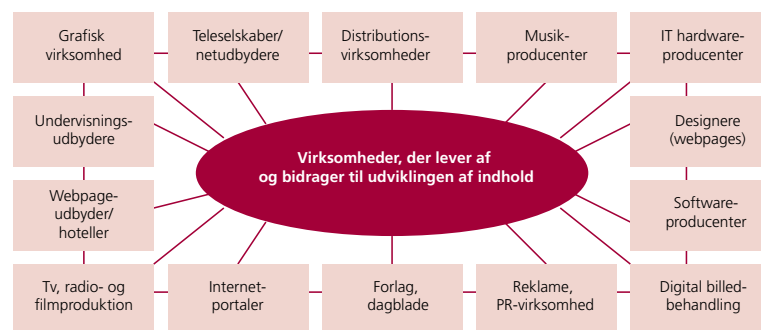 Grafisk
virksomhed
Teleselskaber/
netudbydere
Distributions-
virksomheder
Musik-
producenter
IT hardware-
producenter
Undervisnings-
udbydere
Designere
(webpages)
Virksomheder, der lever af
og bidrager til udviklingen af indhold
Webpage-
udbyder/
hoteller
Software-
producenter
Tv, radio- og
filmproduktion
Internet-
portaler
Forlag,
dagblade
Reklame,
PR-virksomhed
Digital billed-
behandling